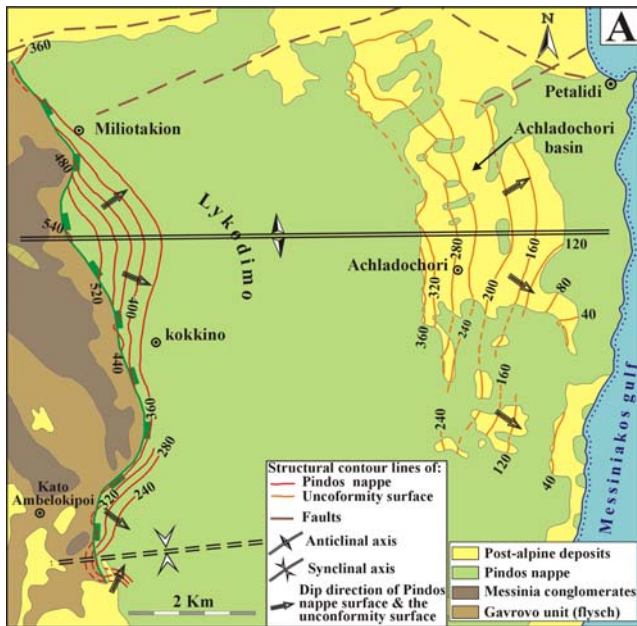 A
N
360
Petalidi
Miliotakion
Achladochori
basin
480
Lykodimo
540
120
280
160
Achladochori
320
520
400
200
80
360
240
40
kokkino
440
160
360
240
120
40
280
320
240
Kato
Ambelokipoi
Messiniakos gulf
2 Km
Structural contour lines of:
Pindos nappe
Uncoformity surface
Faults
Anticlinal axis
Synclinal axis
Dip direction of Pindos
nappe surface & the
unconformity surface
Post-alpine deposits
Pindos nappe
Messinia conglomerates
Gavrovo unit (flysch)